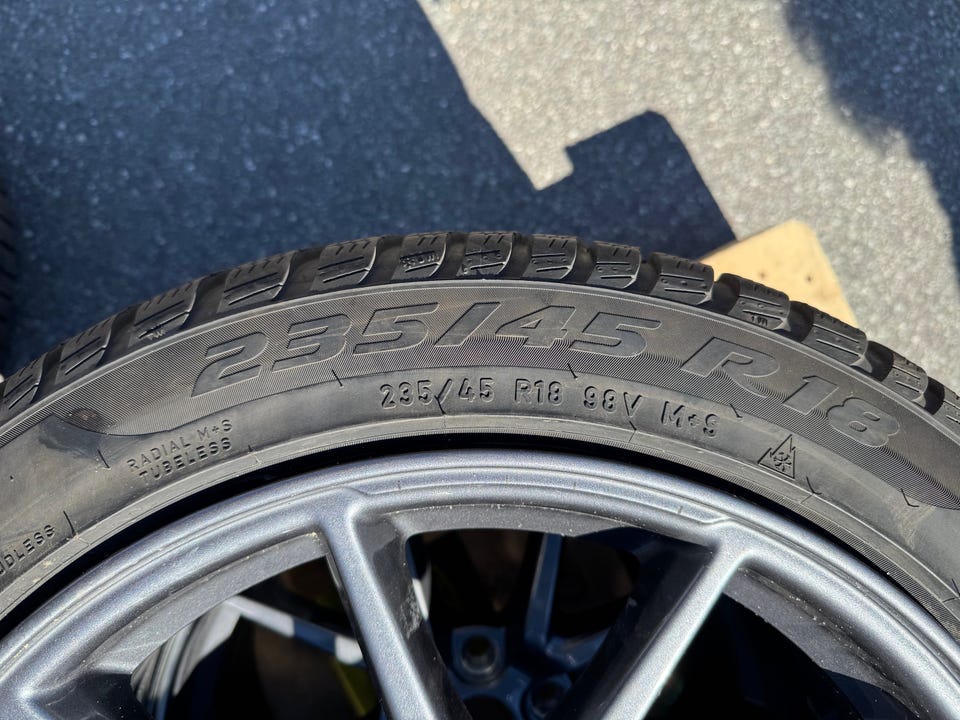 235/45 R18
235/45 R18 98V M+S
RADIAL M+S
TUBELESS